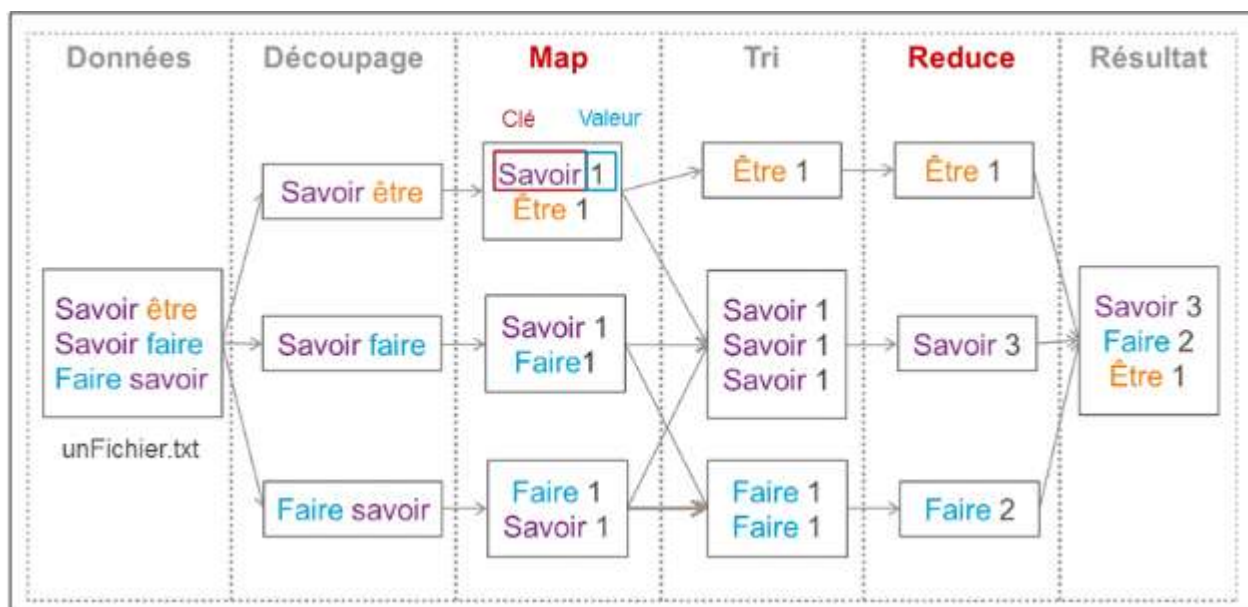 Données
Découpage
Map
Tri
Reduce
Résultat
Clé
Valeur
Savoir être
Savoir faire
Faire savoir
unFichier.txt
Savoir être
Savoir faire
Faire savoir
Savoir 1
Être 1
Savoir 1
Faire1
Faire 1
Savoir 1
Être 1
Savoir 1
Savoir 1
Savoir 1
Faire 1
Faire 1
Être 1
Savoir 3
Faire 2
Savoir 3
Faire 2
Être 1